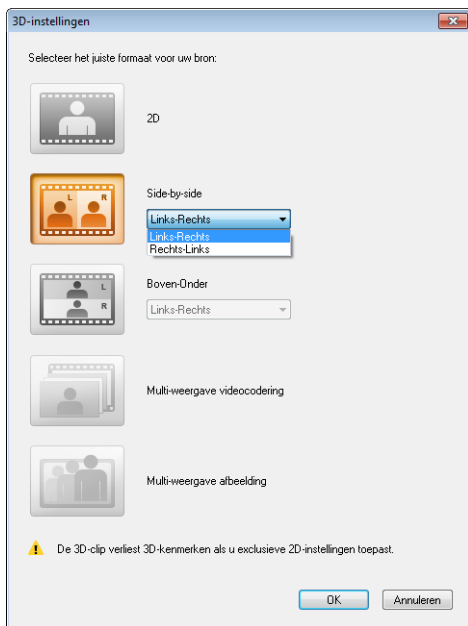 3D-instellingen
Selecteer het juiste formaat voor uw bron:
2D
L R
Side-by-side
Links-Rechts
Links-Rechts
Rechts-Links
L
R
Boven-Onder
Links-Rechts
Multi-weergave videocodering
Multi-weergave afbeelding
De 3D-clip verliest 3D-kenmerken als u exclusieve 2D-instellingen toepast.
OK Annuleren